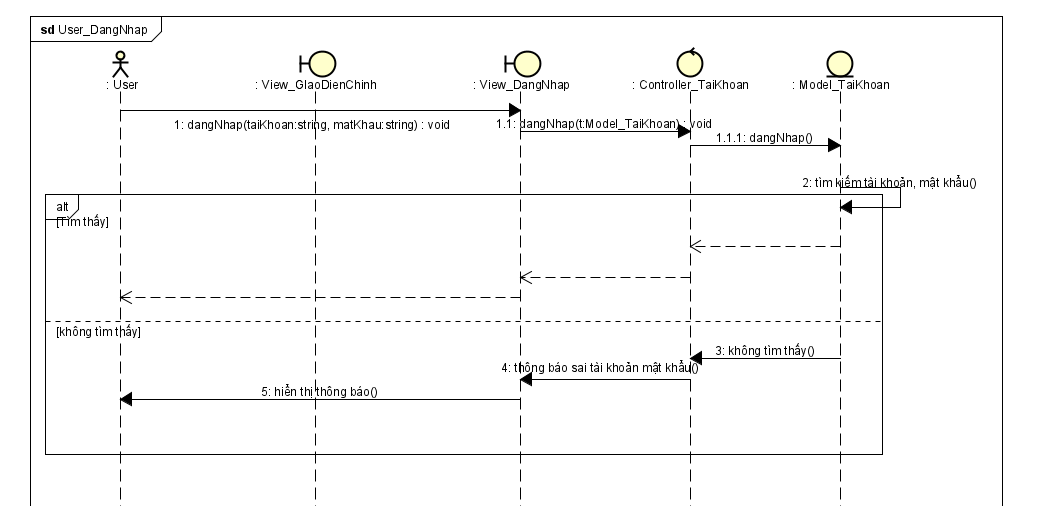 sd User_DangNhap
: User
: View_GIaoDienChinh
: View_DangNhap
: Controller_TaiKhoan
: Model_TaiKhoan
1: dangNhap(taiKhoan:string, matKhau:string) : void
1.1: dangNhap(t:Model_TaiKhoan) : void
1.1.1: dangNhap()
2: tìm kiếm tài khoản, mật khẩu()
alt
[Tìm thấy]
[không tìm thấy]
3: không tìm thấy()
4: thông báo sai tài khoản mật khẩu()
5: hiển thị thông báo()